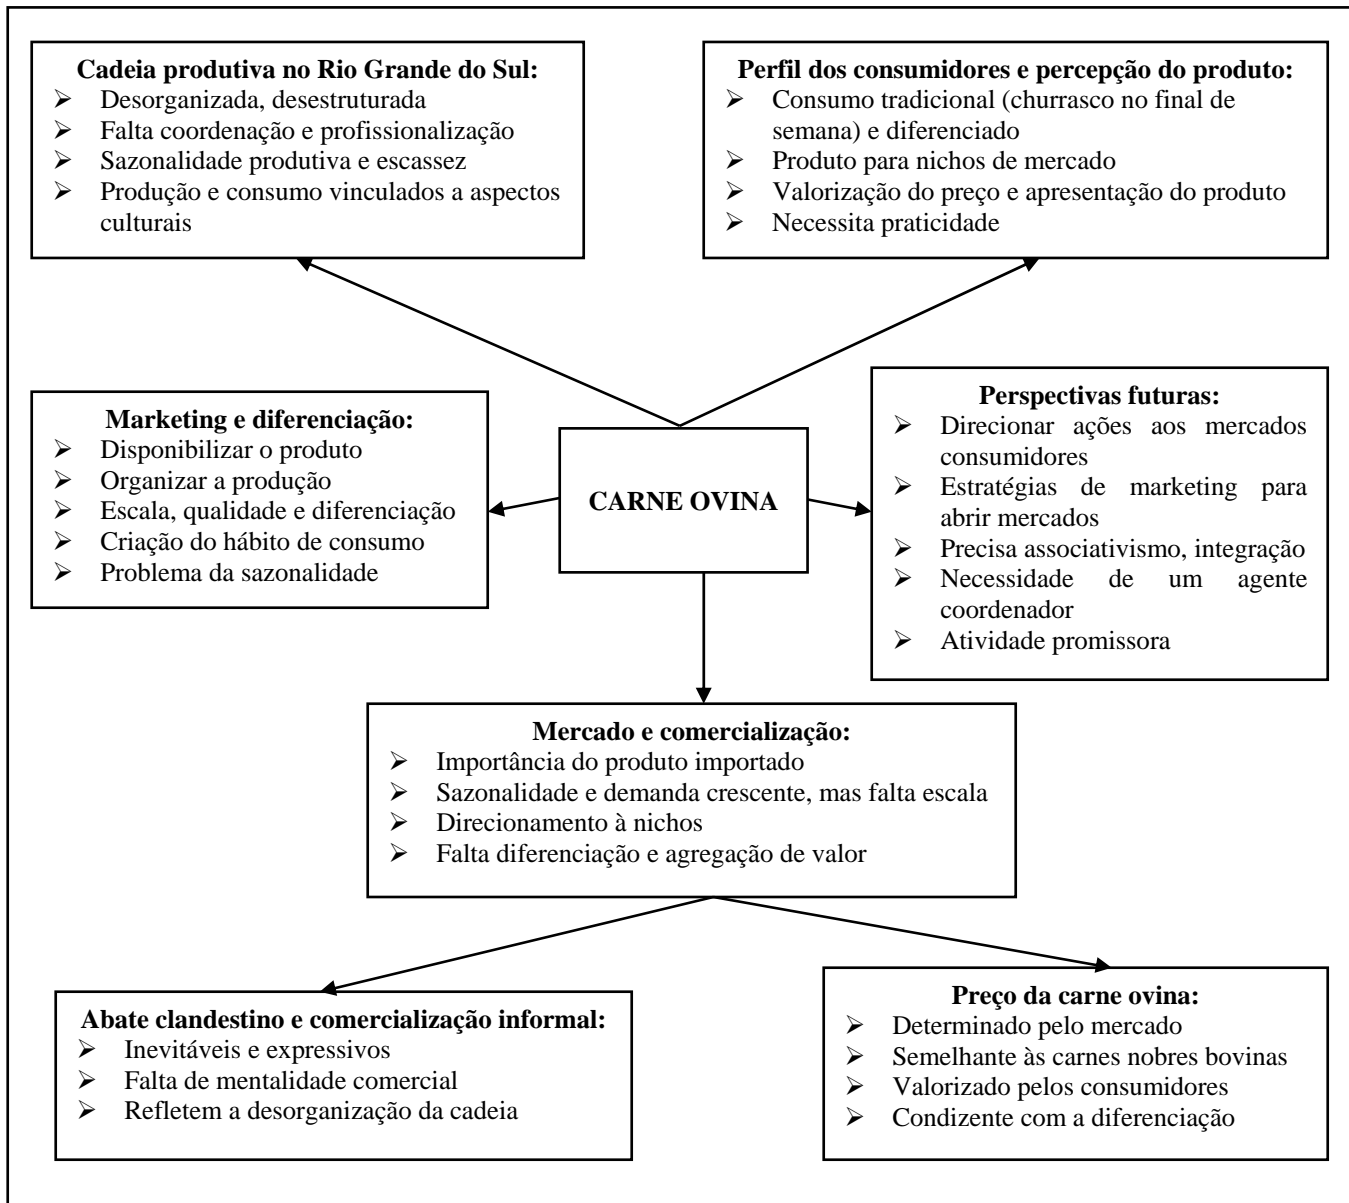 Cadeia produtiva no Rio Grande do Sul:
➢ Desorganizada, desestruturada
➢ Falta coordenação e profissionalização
➢ Sazonalidade produtiva e escassez
➢ Produção e consumo vinculados a aspectos
culturais
Perfil dos consumidores e percepção do produto:
➢ Consumo tradicional (churrasco no final de
semana) e diferenciado
➢ Produto para nichos de mercado
➢ Valorização do preço e apresentação do produto
➢ Necessita praticidade
Marketing e diferenciação:
➢ Disponibilizar o produto
➢ Organizar a produção
➢ Escala, qualidade e diferenciação
➢ Criação do hábito de consumo
➢ Problema da sazonalidade
CARNE OVINA
Perspectivas futuras:
➢ Direcionar ações aos mercados
consumidores
➢ Estratégias de marketing para
abrir mercados
➢ Precisa associativismo, integração
➢ Necessidade de um agente
coordenador
➢ Atividade promissora
Mercado e comercialização:
➢ Importância do produto importado
➢ Sazonalidade e demanda crescente, mas falta escala
➢ Direcionamento à nichos
➢ Falta diferenciação e agregação de valor
Abate clandestino e comercialização informal:
➢ Inevitáveis e expressivos
➢ Falta de mentalidade comercial
➢ Refletem a desorganização da cadeia
Preço da carne ovina:
➢ Determinado pelo mercado
➢ Semelhante às carnes nobres bovinas
➢ Valorizado pelos consumidores
➢ Condizente com a diferenciação